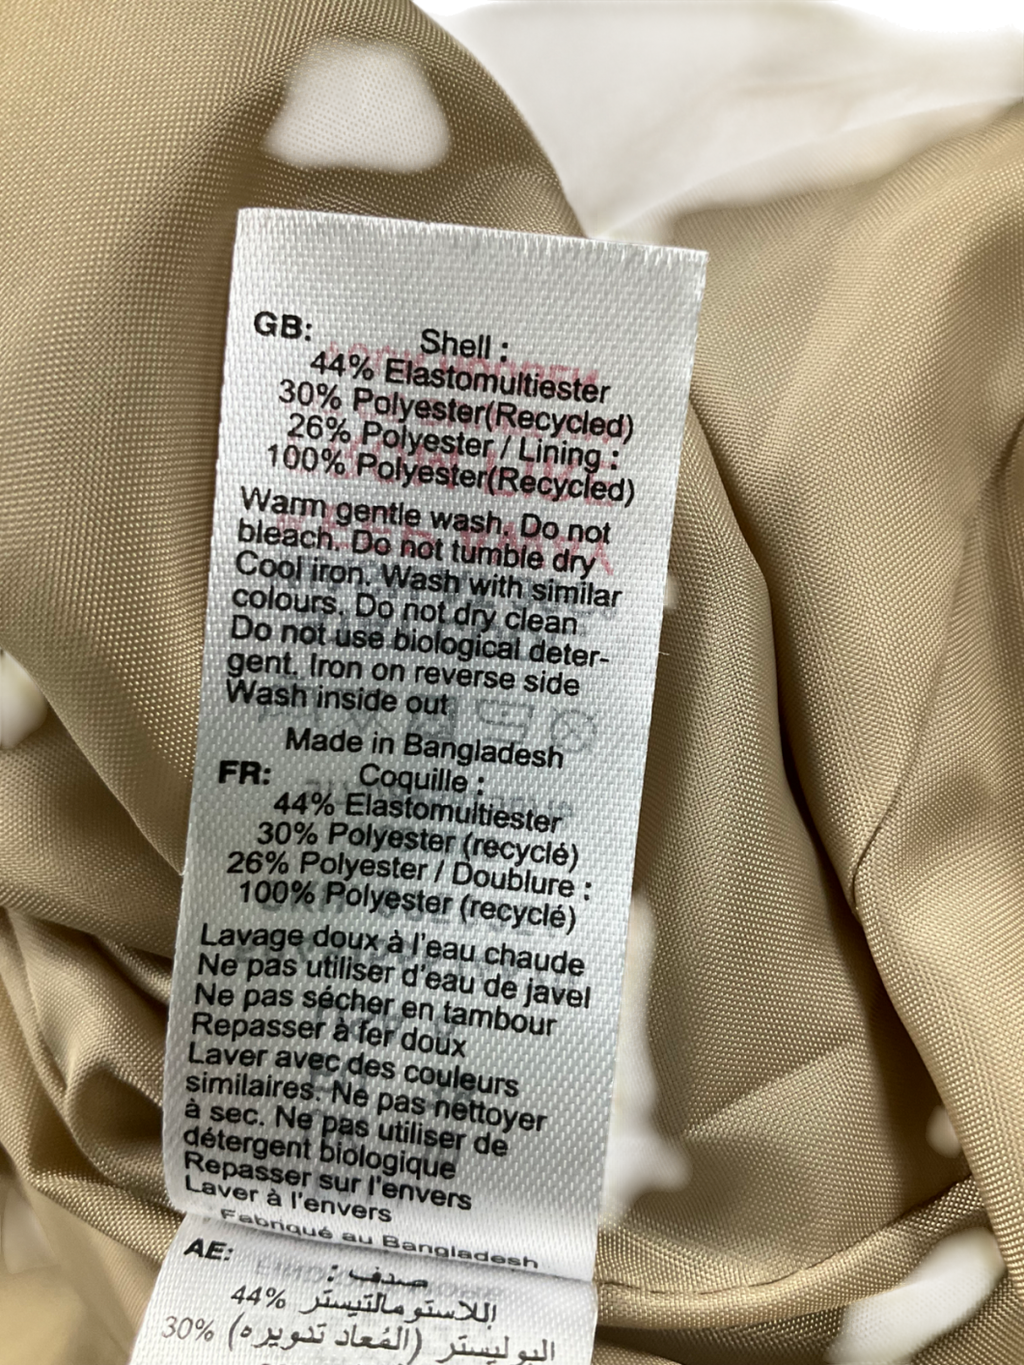 GB:
Shell :
44% Elastomultiester
30% Polyester(Recycled)
26% Polyester / Lining :
100% Polyester(Recycled)
Warm gentle wash. Do not
bleach. Do not tumble dry
Cool iron. Wash with similar
colours. Do not dry clean
Do not use biological deter-
gent. Iron on reverse side
Wash inside out
Made in Bangladesh
FR:
Coquille :
44% Elastomultiester
30% Polyester (recyclé)
26% Polyester / Doublure :
100% Polyester (recyclé)
Lavage doux à l'eau chaude
Ne pas utiliser d'eau de javel
Ne pas sécher en tambour
Repasser à fer doux
Laver avec des couleurs
similaires. Ne pas nettoyer
à sec. Ne pas utiliser de
détergent biologique
Repasser sur l'envers
Laver à l'envers
Fabriqué au Bangladesh
AE:
صدف :
44% إللاستومالتيستر
30% البوليستر (المُعاد تدويره)